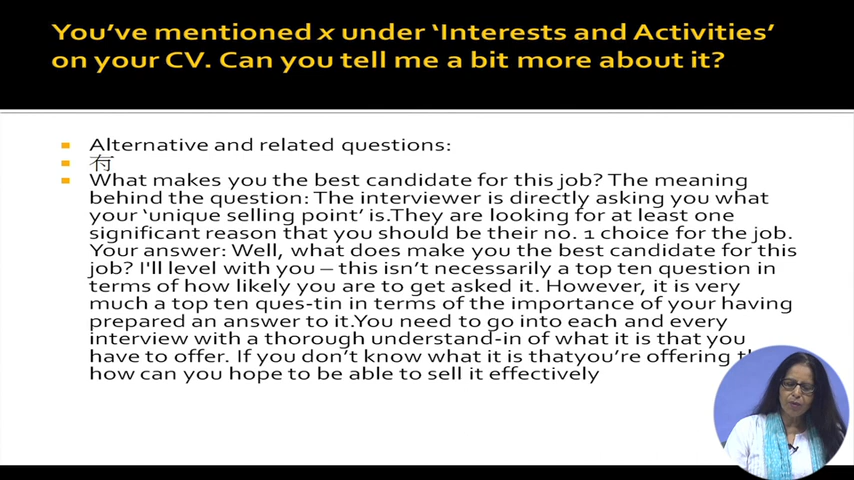 You've mentioned x under 'Interests and Activities'
on your CV. Can you tell me a bit more about it?
Alternative and related questions:
What makes you the best candidate for this job? The meaning
behind the question: The interviewer is directly asking you what
your 'unique selling point' is.They are looking for at least one
significant reason that you should be their no. 1 choice for the job.
Your answer: Well, what does make you the best candidate for this
job? I'll level with you – this isn't necessarily a top ten question in
terms of how likely you are to get asked it. However, it is very
much a top ten ques-tin in terms of the importance of your having
prepared an answer to it.You need to go into each and every
interview with a thorough understand-in of what it is that you
have to offer. If you don't know what it is thatyou're offering
how can you hope to be able to sell it effectively